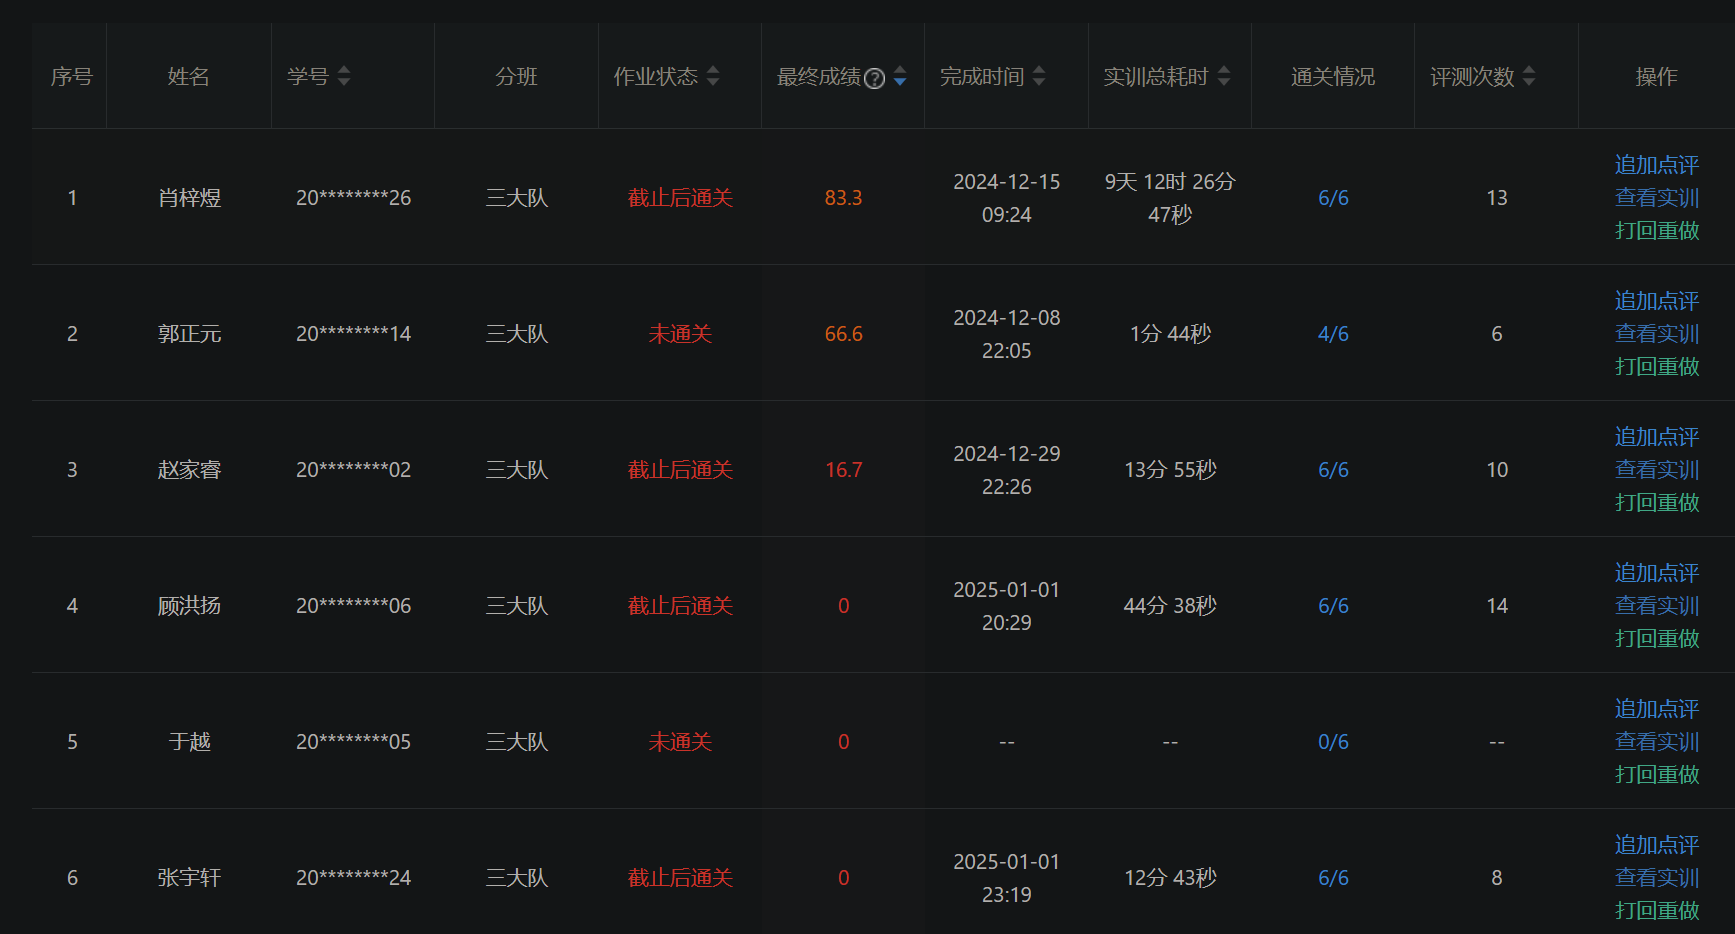 序号 姓名 学号 分班 作业状态 最终成绩 ? 完成时间 实训总耗时 通关情况 评测次数 操作
1 肖梓煜 20********26 三大队 截止后通关 83.3 2024-12-15 09:24 9天 12时 26分 47秒 6/6 13 追加点评 查看实训 打回重做
2 郭正元 20********14 三大队 未通关 66.6 2024-12-08 22:05 1分 44秒 4/6 6 追加点评 查看实训 打回重做
3 赵家睿 20********02 三大队 截止后通关 16.7 2024-12-29 22:26 13分 55秒 6/6 10 追加点评 查看实训 打回重做
4 顾洪扬 20********06 三大队 截止后通关 0 2025-01-01 20:29 44分 38秒 6/6 14 追加点评 查看实训 打回重做
5 于越 20********05 三大队 未通关 0 -- -- 0/6 -- 追加点评 查看实训 打回重做
6 张宇轩 20********24 三大队 截止后通关 0 2025-01-01 23:19 12分 43秒 6/6 8 追加点评 查看实训 打回重做